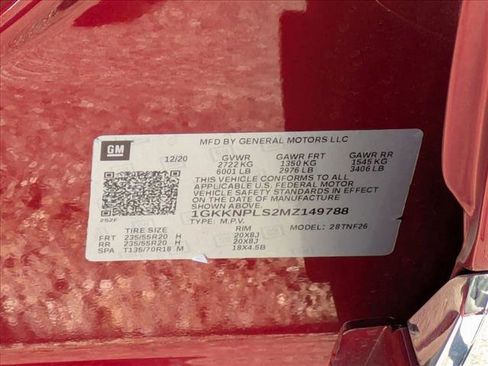 GM
MFD BY GENERAL MOTORS LLC
12/20 GVWR GAWR FRT GAWR RR
2722 KG 1350 KG 1545 KG
6001 LB 2976 LB 3406 LB
THIS VEHICLE CONFORMS TO ALL
APPLICABLE U.S. FEDERAL MOTOR
VEHICLE SAFETY STANDARDS IN EFFECT
ON THE DATE OF MANUFACTURE
SHOWN ABOVE.
1GKKNPLS2MZ149788
252F
TYPE: M.P.V. MODEL: 28TNF26
TIRE SIZE RIM
FRT 235/55R20 H 20X8J
RR 235/55R20 H 20X8J
SPA T135/70R18 M 18X4.5B